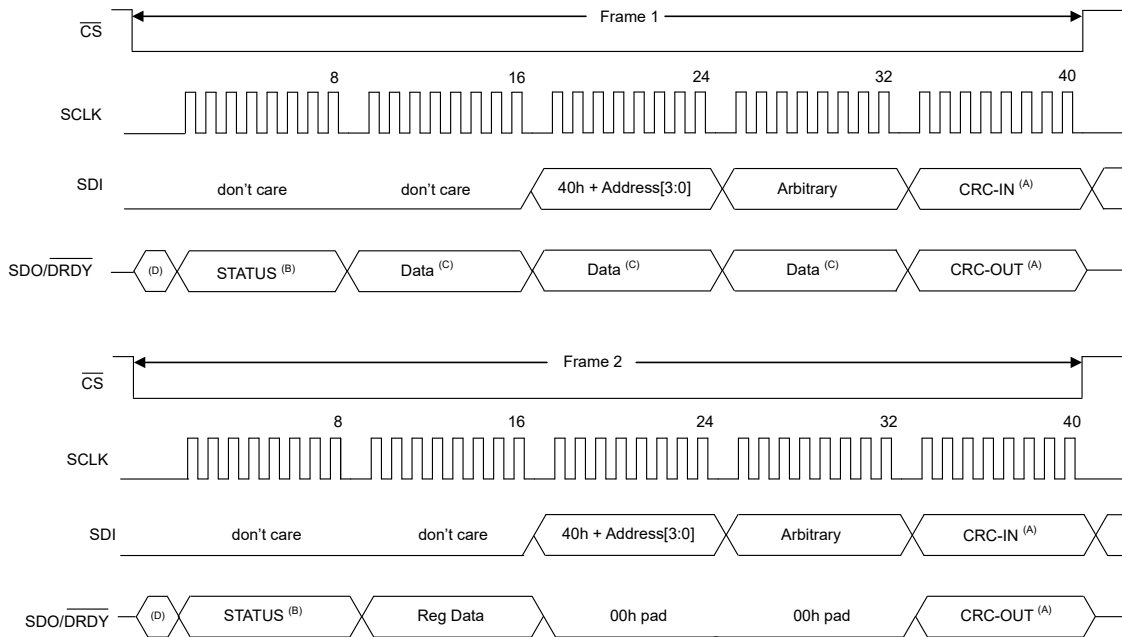 Frame 1
CS
8 16 24 32 40
SCLK
SDI don't care don't care 40h + Address[3:0] Arbitrary CRC-IN (A)
SDO/DRDY (D) STATUS (B) Data (C) Data (C) Data (C) CRC-OUT (A)
Frame 2
CS
8 16 24 32 40
SCLK
SDI don't care don't care 40h + Address[3:0] Arbitrary CRC-IN (A)
SDO/DRDY (D) STATUS (B) Reg Data 00h pad 00h pad CRC-OUT (A)